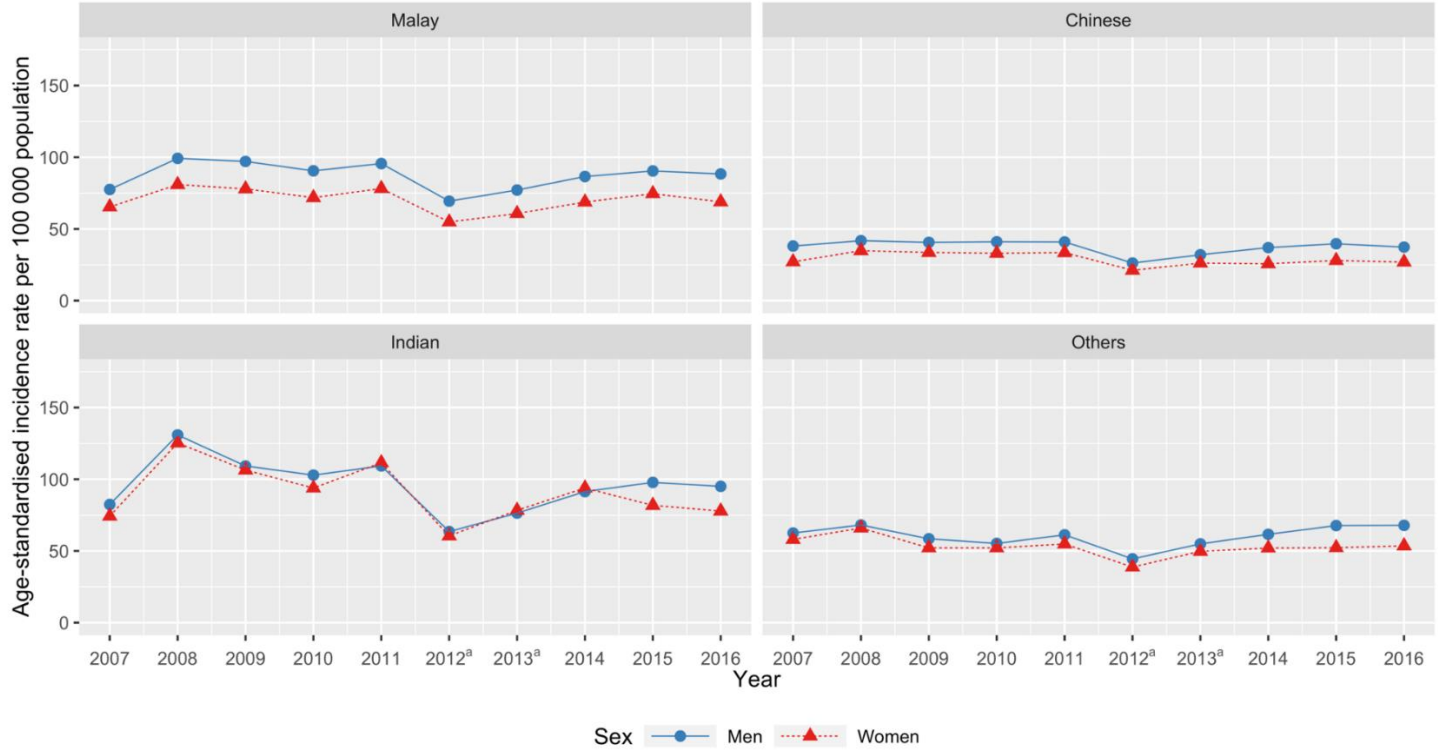 Malay
Chinese
150
100
50
0
Indian
Others
150
100
50
0
Age-standardised incidence rate per 100 000 population
2007 2008 2009 2010 2011 2012ᵃ 2013ᵃ 2014 2015 2016
2007 2008 2009 2010 2011 2012ᵃ 2013ᵃ 2014 2015 2016
Year
Sex Men Women